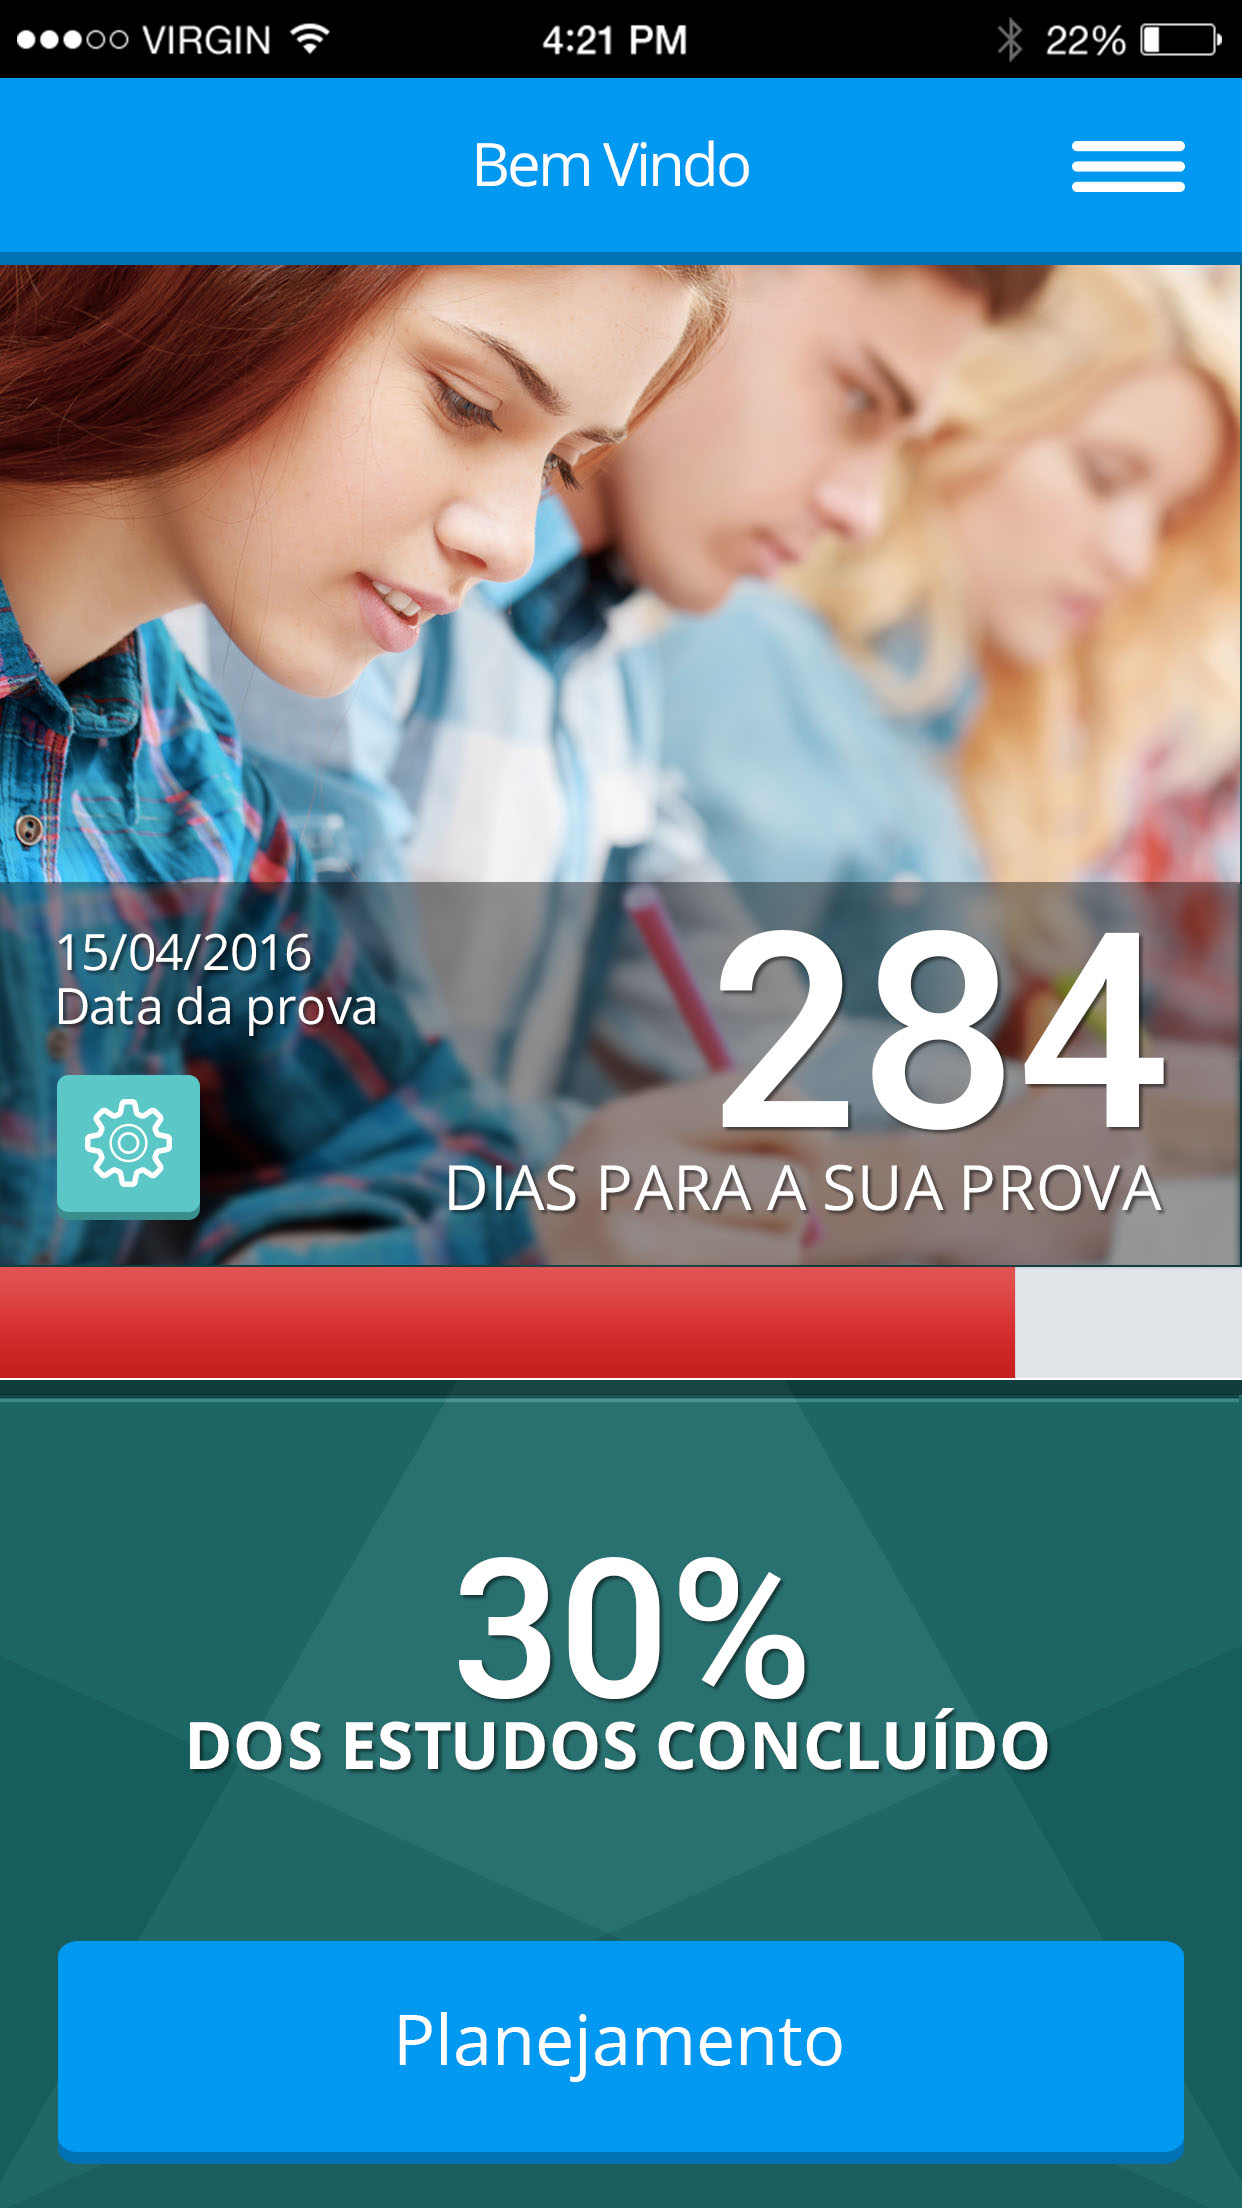 VIRGIN 4:21 PM 22%
Bem Vindo
15/04/2016
Data da prova
284
DIAS PARA A SUA PROVA
30%
DOS ESTUDOS CONCLUÍDO
Planejamento